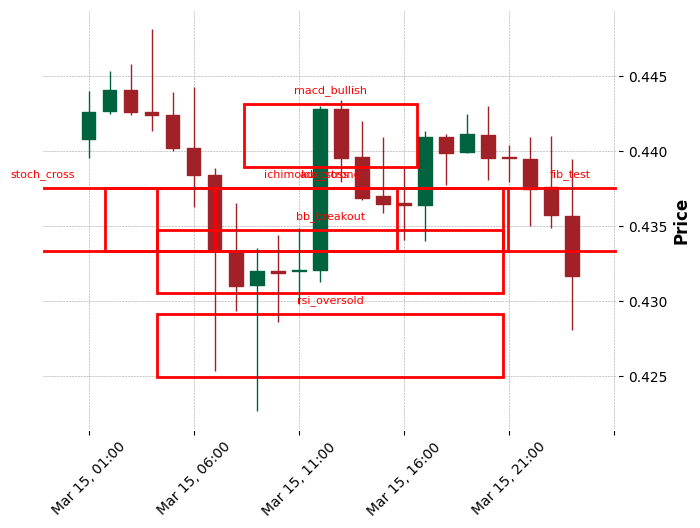 macd_bullish
stoch_cross
fib_test
bb_breakout
rsi_oversold
0.445
0.440
0.435
0.430
0.425
Price
Mar 15, 01:00
Mar 15, 06:00
Mar 15, 11:00
Mar 15, 16:00
Mar 15, 21:00